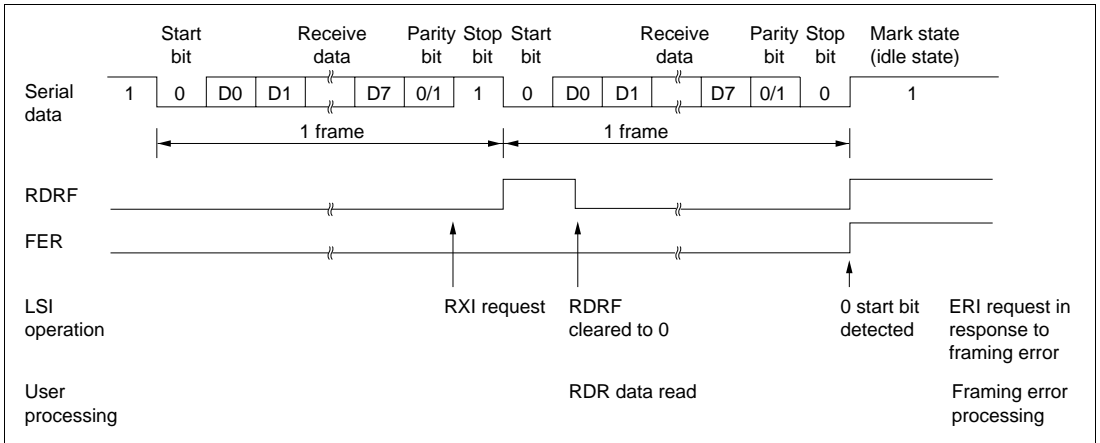 Start bit Receive data Parity bit Stop bit Start bit Receive data Parity bit Stop bit Mark state (idle state)
Serial data 1 0 D0 D1 D7 0/1 1 0 D0 D1 D7 0/1 0 1
1 frame 1 frame
RDRF
FER
LSI operation RXI request RDRF cleared to 0 0 start bit detected ERI request in response to framing error
User processing RDR data read Framing error processing